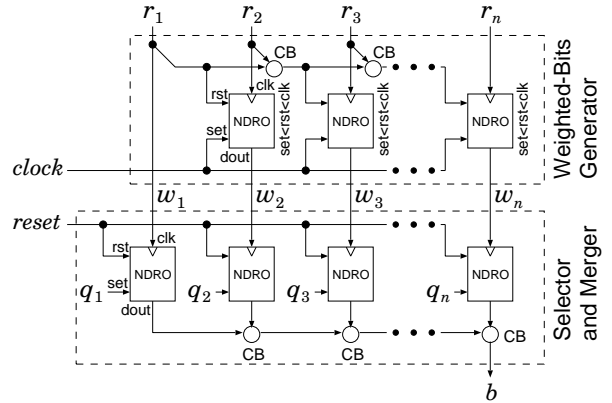 r1 r2 r3 rn
CB CB
rst clk
NDRO NDRO NDRO
set
dout
set<rst<clk
set<rst<clk
set<rst<clk
Weighted-Bits
Generator
clock
w1 w2 w3 wn
reset
rst clk
NDRO NDRO NDRO NDRO
set
q1 q2 q3 qn
dout
CB CB CB
Selector
and Merger
b